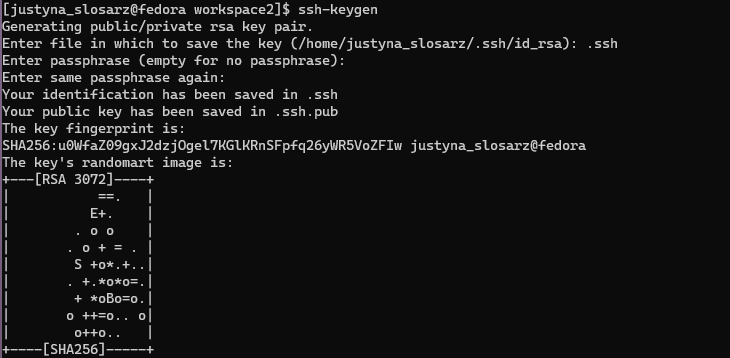 [justyna_slosarz@fedora workspace2]$ ssh-keygen
Generating public/private rsa key pair.
Enter file in which to save the key (/home/justyna_slosarz/.ssh/id_rsa): .ssh
Enter passphrase (empty for no passphrase):
Enter same passphrase again:
Your identification has been saved in .ssh
Your public key has been saved in .ssh.pub
The key fingerprint is:
SHA256:u0WfaZ09gxJ2dzjOgel7KGlKRnSFpfq26yWR5VoZFIw justyna_slosarz@fedora
The key's randomart image is:
+---[RSA 3072]----+
|           ==.   |
|          E+.    |
|        . o o    |
|       . o + = . |
|        S +o*.+..|
|       . +.*o*o=.|
|        + *oBo=o.|
|       o ++=o.. o|
|        o++o..   |
+----[SHA256]-----+